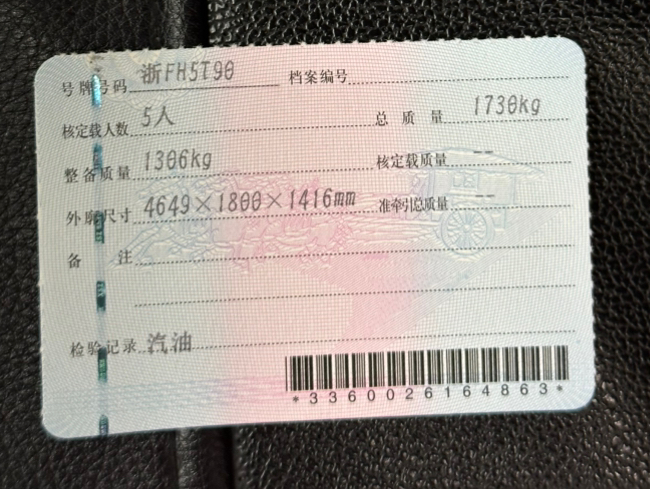 号牌号码 浙FH5T90 档案编号
核定载人数 5人 总质量 1730kg
整备质量 1306kg 核定载质量 --
外廓尺寸 4649×1800×1416mm 准牵引总质量 --
备注
检验记录 汽油
*3360026164863*